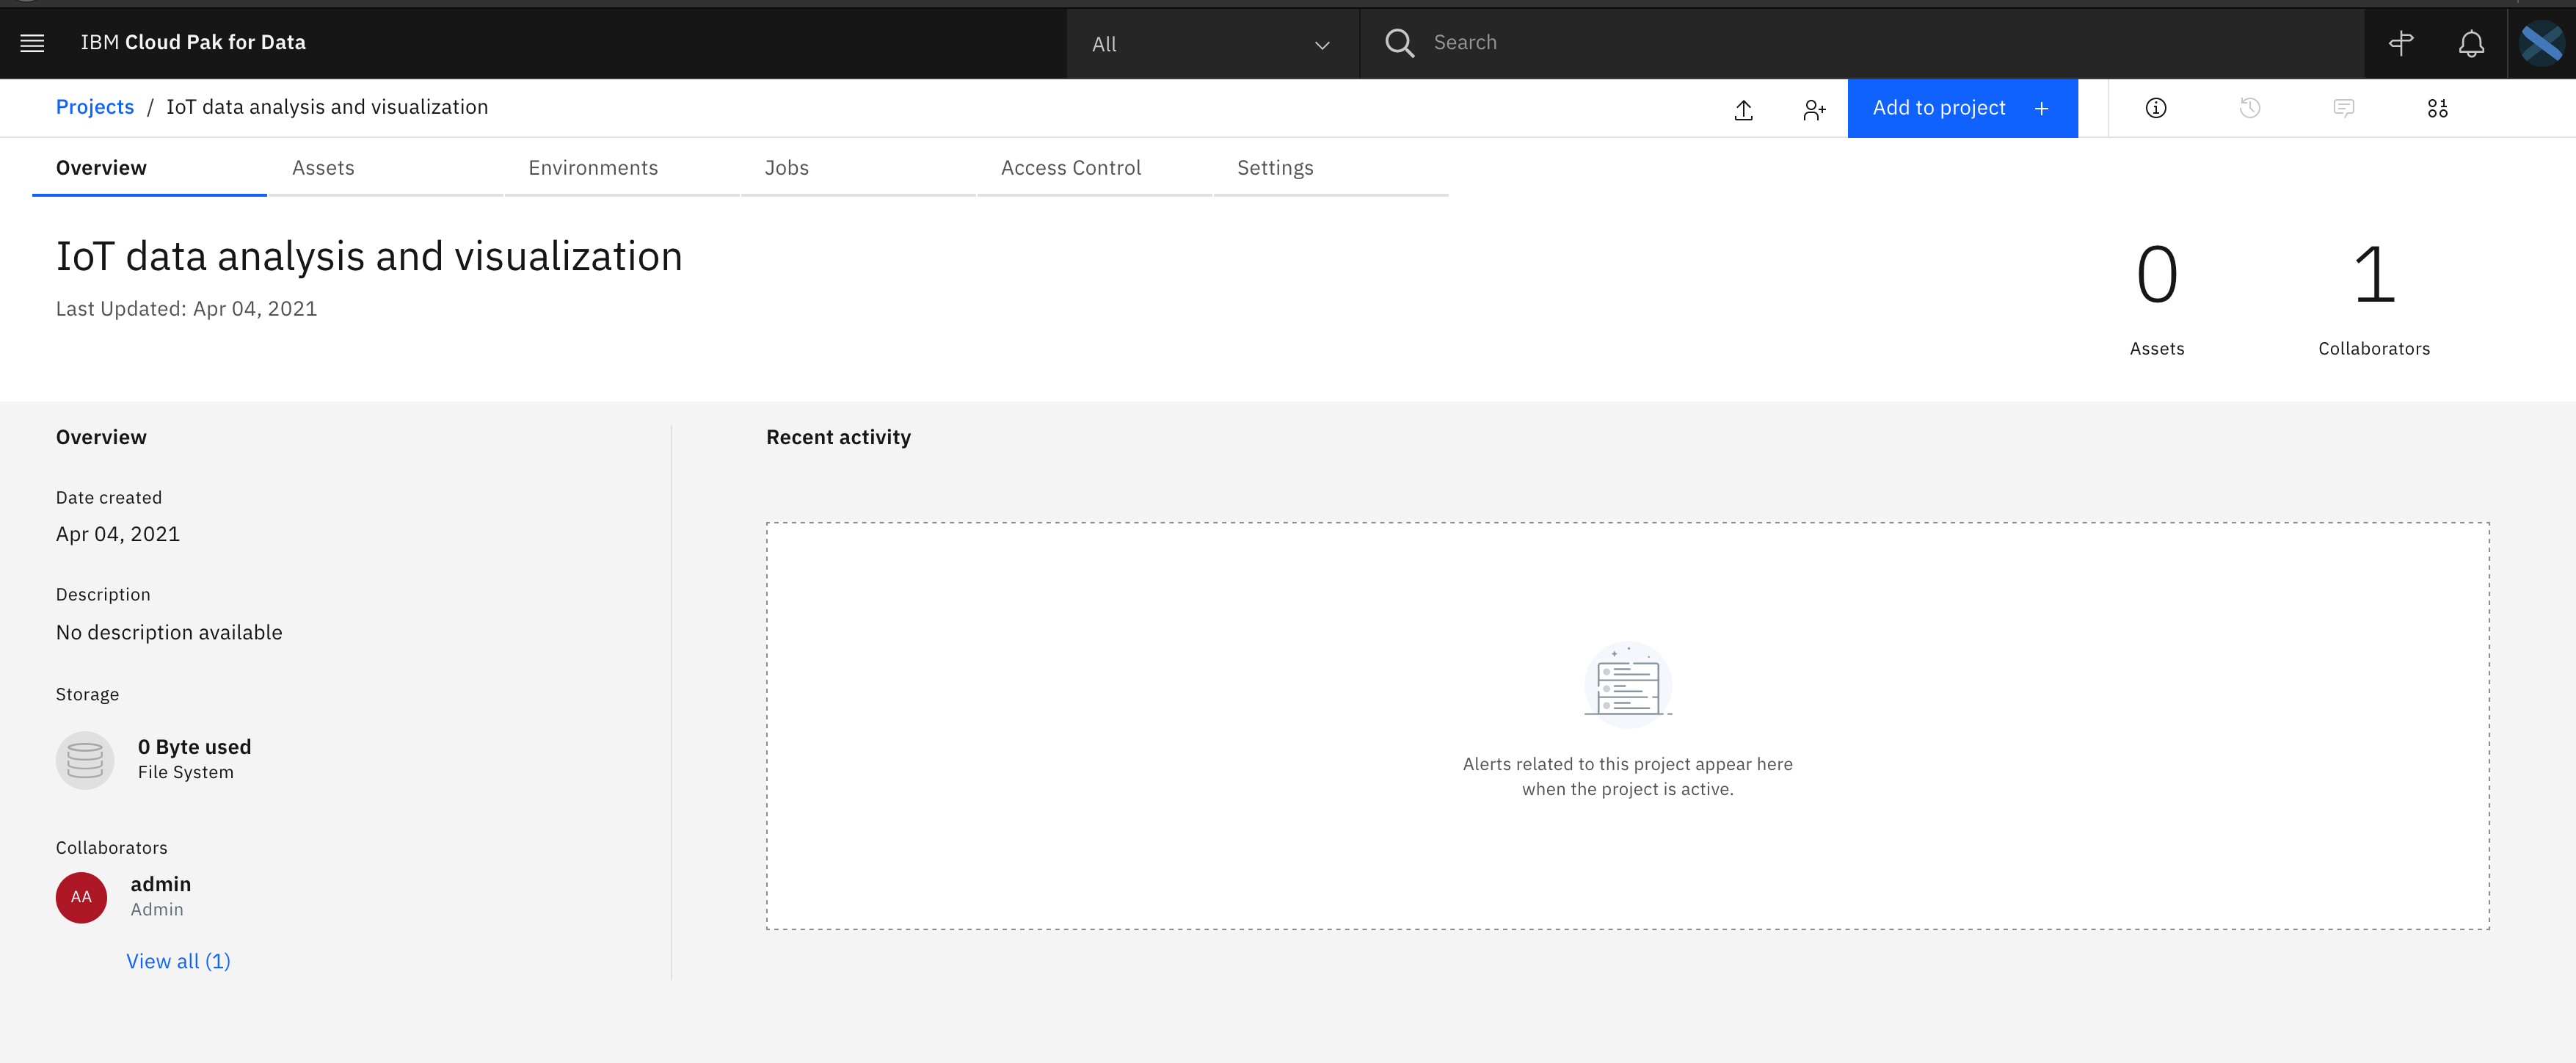 IBM Cloud Pak for Data
All
Search
Projects / IoT data analysis and visualization
Add to project +
Overview
Assets
Environments
Jobs
Access Control
Settings
IoT data analysis and visualization
Last Updated: Apr 04, 2021
0
Assets
1
Collaborators
Overview
Date created
Apr 04, 2021
Description
No description available
Storage
0 Byte used
File System
Collaborators
AA
admin
Admin
View all (1)
Recent activity
Alerts related to this project appear here
when the project is active.